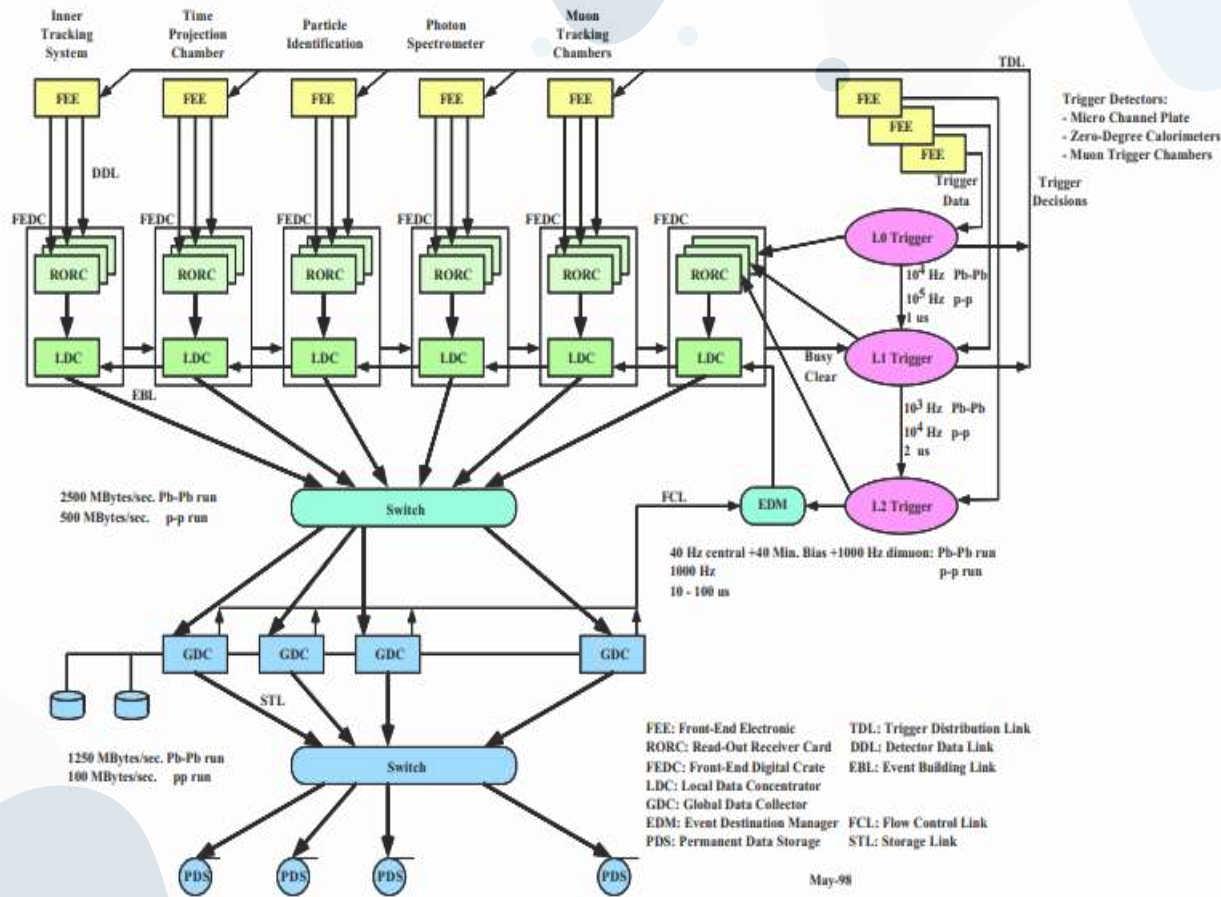 Inner
Tracking
System
Time
Projection
Chamber
Particle
Identification
Photon
Spectrometer
Muon
Tracking
Chambers
TDL
FEE
FEE
FEE
FEE
FEE
FEE
FEE
FEE
Trigger Detectors:
- Micro Channel Plate
- Zero-Degree Calorimeters
- Muon Trigger Chambers
DDL
Trigger
Data
Trigger
Decisions
FEDC
FEDC
FEDC
FEDC
FEDC
FEDC
L0 Trigger
RORC
RORC
RORC
RORC
RORC
RORC
10⁴ Hz Pb-Pb
10⁵ Hz p-p
1 us
LDC
LDC
LDC
LDC
LDC
LDC
Busy
Clear
L1 Trigger
EBL
10³ Hz Pb-Pb
10⁴ Hz p-p
2 us
2500 MBytes/sec. Pb-Pb run
500 MBytes/sec. p-p run
Switch
FCL
EDM
L2 Trigger
40 Hz central +40 Min. Bias +1000 Hz dimuon: Pb-Pb run
1000 Hz p-p run
10 - 100 us
GDC
GDC
GDC
GDC
STL
1250 MBytes/sec. Pb-Pb run
100 MBytes/sec. pp run
Switch
FEE: Front-End Electronic TDL: Trigger Distribution Link
RORC: Read-Out Receiver Card DDL: Detector Data Link
FEDC: Front-End Digital Crate EBL: Event Building Link
LDC: Local Data Concentrator
GDC: Global Data Collector
EDM: Event Destination Manager FCL: Flow Control Link
PDS: Permanent Data Storage STL: Storage Link
PDS
PDS
PDS
PDS
May-98